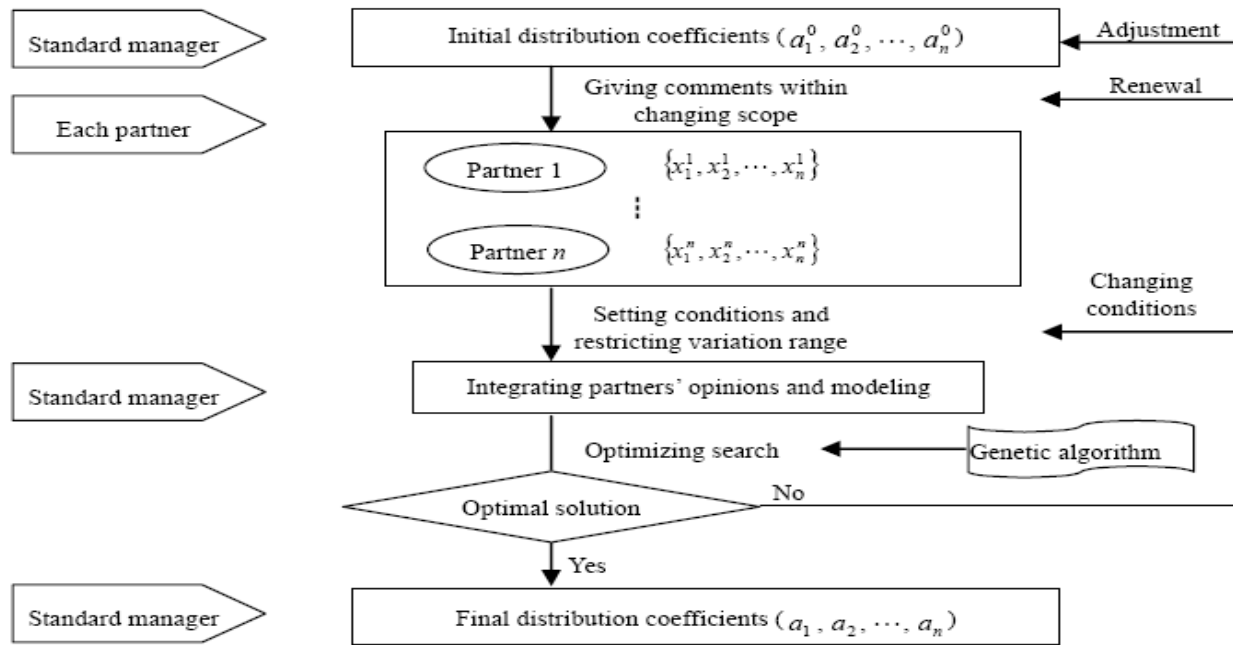 Standard manager
Initial distribution coefficients (a₁⁰, a₂⁰, ⋯, aₙ⁰)
Adjustment
Each partner
Giving comments within
changing scope
Renewal
Partner 1
{x₁¹, x₂¹, ⋯, xₙ¹}
⋮
Partner n
{x₁ⁿ, x₂ⁿ, ⋯, xₙⁿ}
Setting conditions and
restricting variation range
Changing
conditions
Standard manager
Integrating partners' opinions and modeling
Optimizing search
Genetic algorithm
Optimal solution
No
Yes
Standard manager
Final distribution coefficients (a₁, a₂, ⋯, aₙ)